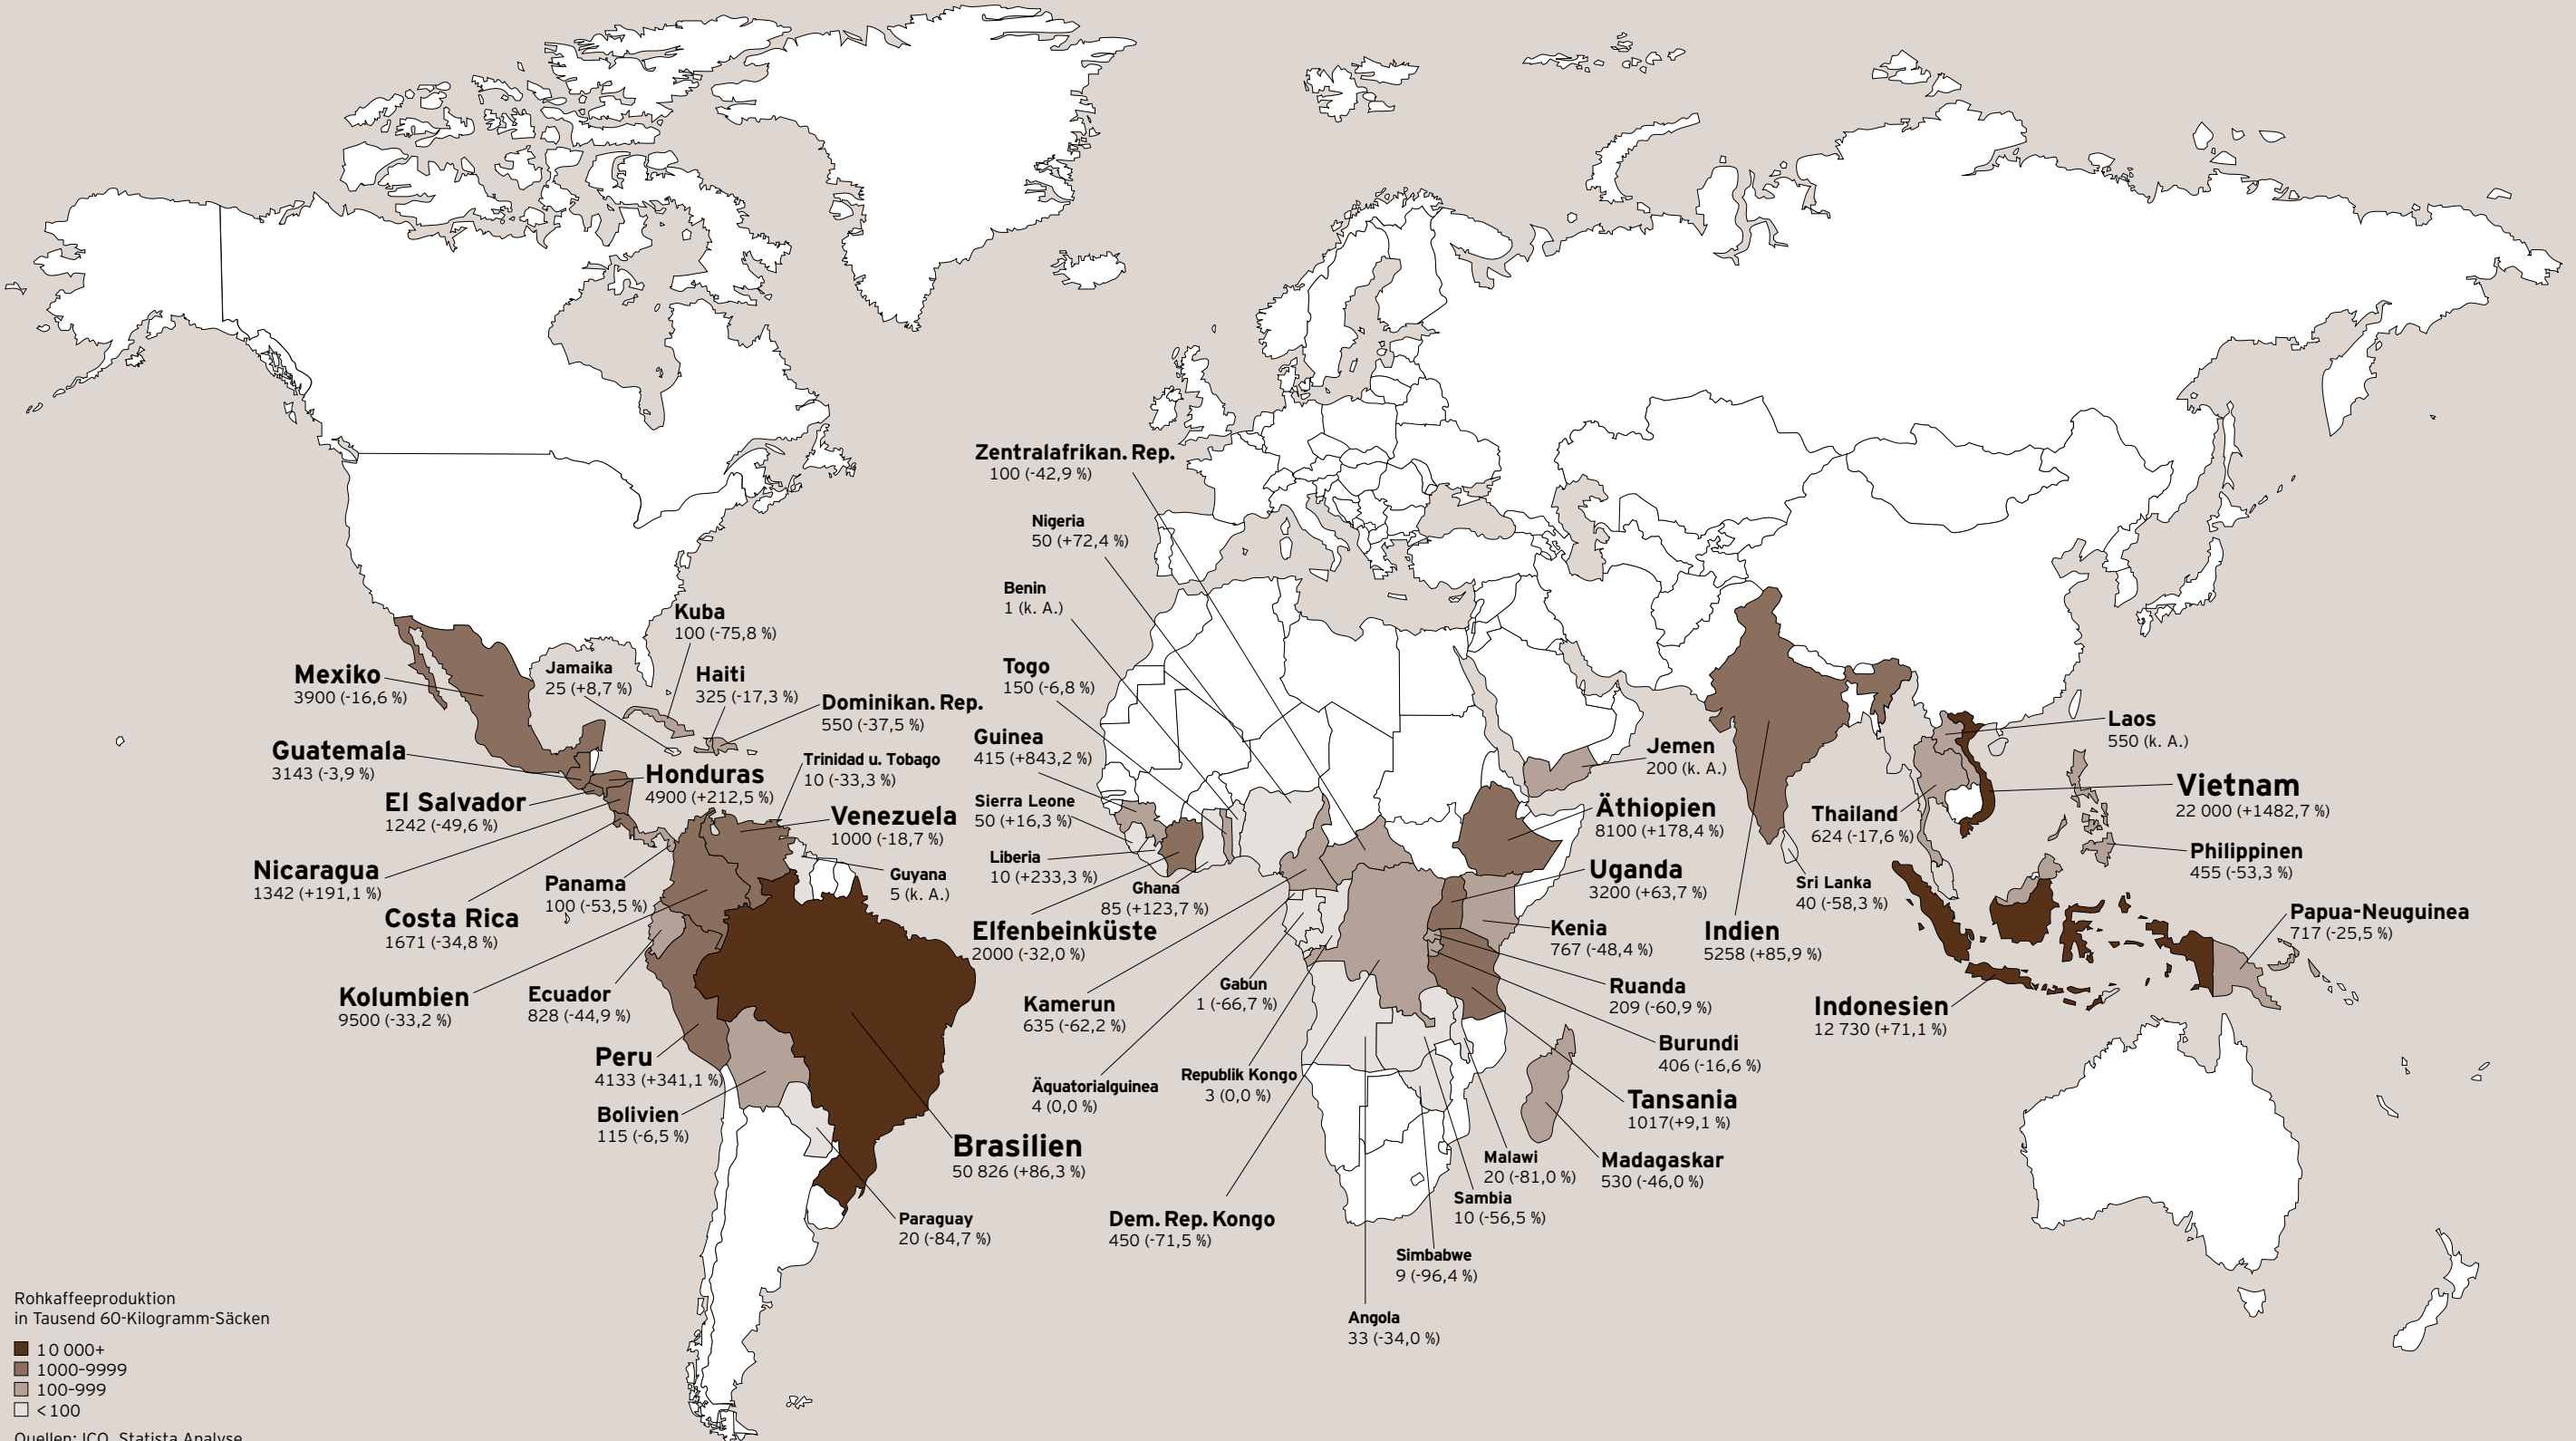 Zentralafrikan. Rep.
100 (-42,9 %)
Nigeria
50 (+72,4 %)
Benin
1 (k. A.)
Togo
150 (-6,8 %)
Guinea
415 (+843,2 %)
Sierra Leone
50 (+16,3 %)
Liberia
10 (+233,3 %)
Ghana
85 (+123,7 %)
Elfenbeinküste
2000 (-32,0 %)
Kamerun
635 (-62,2 %)
Gabun
1 (-66,7 %)
Äquatorialguinea
4 (0,0 %)
Republik Kongo
3 (0,0 %)
Dem. Rep. Kongo
450 (-71,5 %)
Kuba
100 (-75,8 %)
Mexiko
3900 (-16,6 %)
Jamaika
25 (+8,7 %)
Haiti
325 (-17,3 %)
Dominikan. Rep.
550 (-37,5 %)
Guatemala
3143 (-3,9 %)
Honduras
4900 (+212,5 %)
Trinidad u. Tobago
10 (-33,3 %)
El Salvador
1242 (-49,6 %)
Venezuela
1000 (-18,7 %)
Nicaragua
1342 (+191,1 %)
Panama
100 (-53,5 %)
Guyana
5 (k. A.)
Costa Rica
1671 (-34,8 %)
Kolumbien
9500 (-33,2 %)
Ecuador
828 (-44,9 %)
Peru
4133 (+341,1 %)
Bolivien
115 (-6,5 %)
Brasilien
50 826 (+86,3 %)
Paraguay
20 (-84,7 %)
Jemen
200 (k. A.)
Äthiopien
8100 (+178,4 %)
Uganda
3200 (+63,7 %)
Kenia
767 (-48,4 %)
Ruanda
209 (-60,9 %)
Burundi
406 (-16,6 %)
Tansania
1017(+9,1 %)
Madagaskar
530 (-46,0 %)
Malawi
20 (-81,0 %)
Sambia
10 (-56,5 %)
Simbabwe
9 (-96,4 %)
Angola
33 (-34,0 %)
Laos
550 (k. A.)
Vietnam
22 000 (+1482,7 %)
Thailand
624 (-17,6 %)
Philippinen
455 (-53,3 %)
Sri Lanka
40 (-58,3 %)
Indien
5258 (+85,9 %)
Papua-Neuguinea
717 (-25,5 %)
Indonesien
12 730 (+71,1 %)
Rohkaffeeproduktion
in Tausend 60-Kilogramm-Säcken
10 000+
1000-9999
100-999
< 100
Quellen: ICO, Statista Analyse